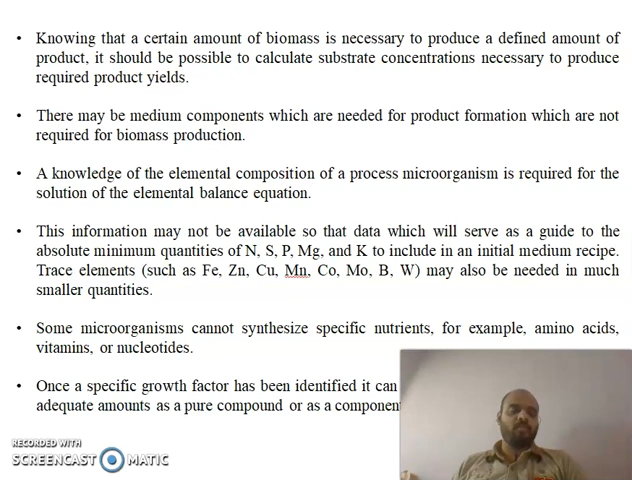 • Knowing that a certain amount of biomass is necessary to produce a defined amount of
product, it should be possible to calculate substrate concentrations necessary to produce
required product yields.
• There may be medium components which are needed for product formation which are not
required for biomass production.
• A knowledge of the elemental composition of a process microorganism is required for the
solution of the elemental balance equation.
• This information may not be available so that data which will serve as a guide to the
absolute minimum quantities of N, S, P, Mg, and K to include in an initial medium recipe.
Trace elements (such as Fe, Zn, Cu, Mn, Co, Mo, B, W) may also be needed in much
smaller quantities.
• Some microorganisms cannot synthesize specific nutrients, for example, amino acids,
vitamins, or nucleotides.
• Once a specific growth factor has been identified it can
adequate amounts as a pure compound or as a component
RECORDED WITH
SCREENCAST MATIC